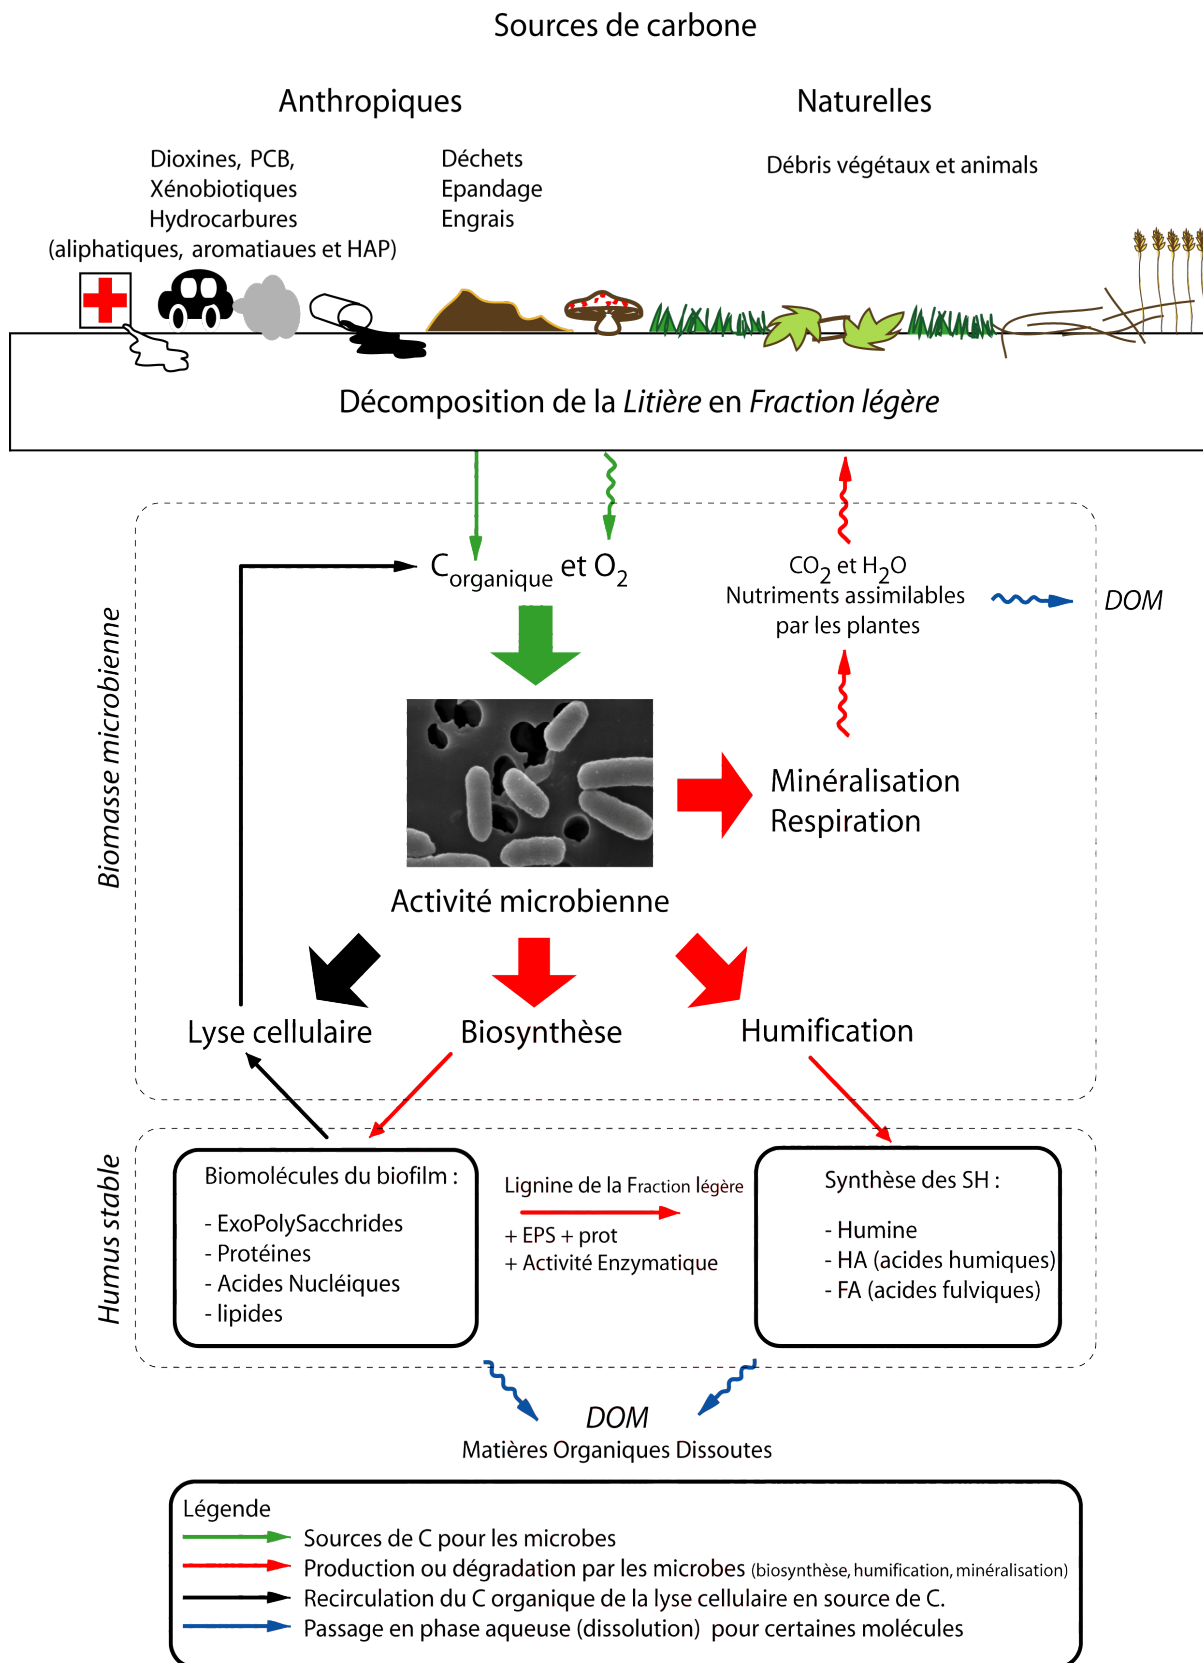 Sources de carbone
Anthropiques
Naturelles
Dioxines, PCB,
Xénobiotiques
Hydrocarbures
(aliphatiques, aromatiaues et HAP)
Déchets
Epandage
Engrais
Débris végétaux et animals
Décomposition de la Litière en Fraction légère
Corganique et O2
CO2 et H2O
Nutriments assimilables
par les plantes
DOM
Biomasse microbienne
Minéralisation
Respiration
Activité microbienne
Lyse cellulaire
Biosynthèse
Humification
Humus stable
Biomolécules du biofilm :
- ExoPolySacchrides
- Protéines
- Acides Nucléiques
- lipides
Lignine de la Fraction légère
+ EPS + prot
+ Activité Enzymatique
Synthèse des SH :
- Humine
- HA (acides humiques)
- FA (acides fulviques)
DOM
Matières Organiques Dissoutes
Légende
Sources de C pour les microbes
Production ou dégradation par les microbes (biosynthèse, humification, minéralisation)
Recirculation du C organique de la lyse cellulaire en source de C.
Passage en phase aqueuse (dissolution) pour certaines molécules